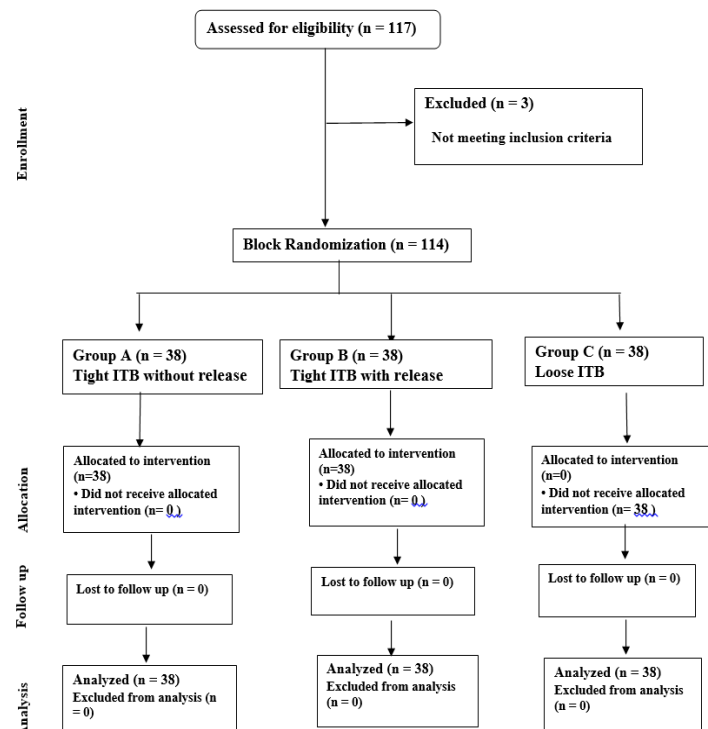 Assessed for eligibility (n = 117)
Enrollment
Excluded (n = 3)
Not meeting inclusion criteria
Block Randomization (n = 114)
Group A (n = 38)
Tight ITB without release
Group B (n = 38)
Tight ITB with release
Group C (n = 38)
Loose ITB
Allocation
Allocated to intervention
(n=38)
• Did not receive allocated
intervention (n= 0 )
Allocated to intervention
(n=38)
• Did not receive allocated
intervention (n= 0 )
Allocated to intervention
(n=0)
• Did not receive allocated
intervention (n= 38 )
Follow up
Lost to follow up (n = 0)
Lost to follow up (n = 0)
Lost to follow up (n = 0)
Analysis
Analyzed (n = 38)
Excluded from analysis (n
= 0)
Analyzed (n = 38)
Excluded from analysis
(n = 0)
Analyzed (n = 38)
Excluded from analysis
(n = 0)